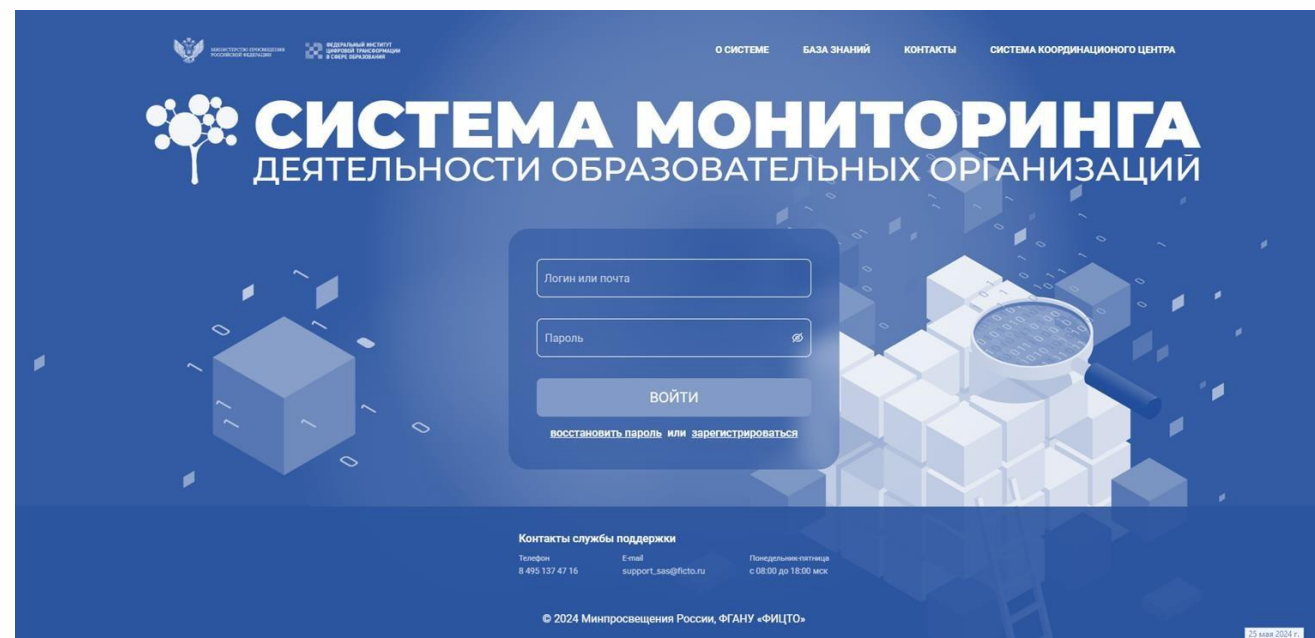 МИНИСТЕРСТВО ПРОСВЕЩЕНИЯ
РОССИЙСКОЙ ФЕДЕРАЦИИ
ФЕДЕРАЛЬНЫЙ ИНСТИТУТ
ЦИФРОВОЙ ТРАНСФОРМАЦИИ
В СФЕРЕ ОБРАЗОВАНИЯ
О СИСТЕМЕ БАЗА ЗНАНИЙ КОНТАКТЫ СИСТЕМА КООРДИНАЦИОНОГО ЦЕНТРА
СИСТЕМА МОНИТОРИНГА
ДЕЯТЕЛЬНОСТИ ОБРАЗОВАТЕЛЬНЫХ ОРГАНИЗАЦИЙ
Логин или почта
Пароль
ВОЙТИ
восстановить пароль или зарегистрироваться
Контакты службы поддержки
Телефон E-mail Понедельник-пятница
8 495 137 47 16 support_sas@ficto.ru с 08:00 до 18:00 мск
© 2024 Минпросвещения России, ФГАНУ «ФИЦТО»
25 мая 2024 г.